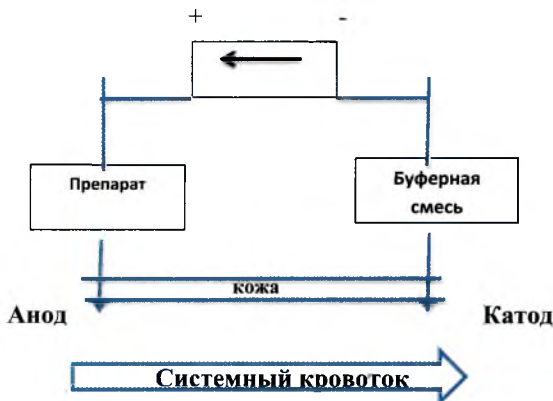 + -
Препарат
Буферная
смесь
кожа
Анод
Катод
Системный кровоток